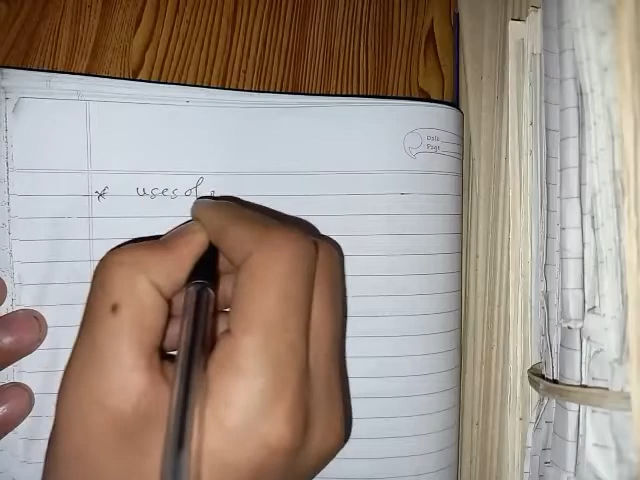 Date
Page
* uses of